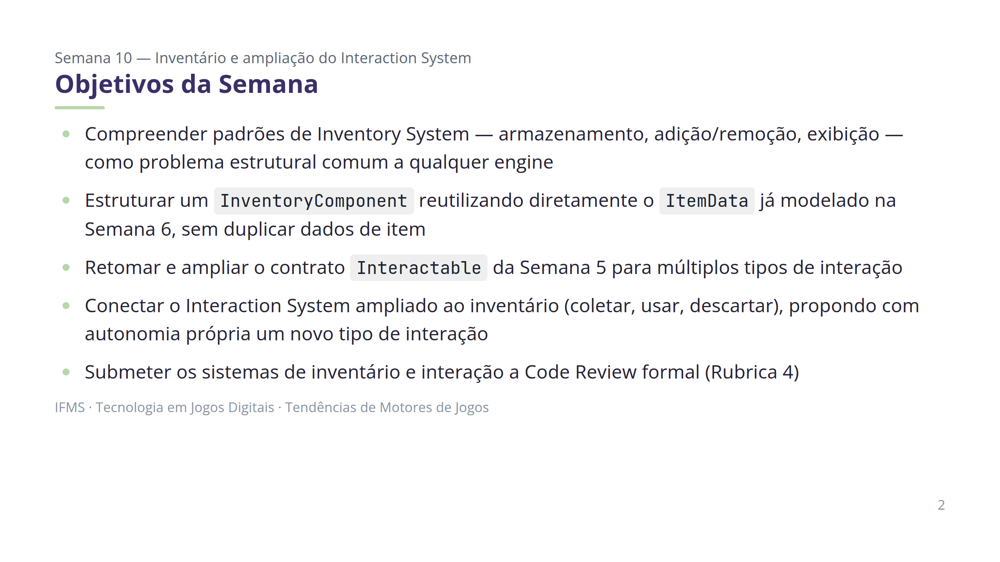 Semana 10 — Inventário e ampliação do Interaction System
Objetivos da Semana
Compreender padrões de Inventory System — armazenamento, adição/remoção, exibição —
como problema estrutural comum a qualquer engine
Estruturar um InventoryComponent reutilizando diretamente o ItemData já modelado na
Semana 6, sem duplicar dados de item
Retomar e ampliar o contrato Interactable da Semana 5 para múltiplos tipos de interação
Conectar o Interaction System ampliado ao inventário (coletar, usar, descartar), propondo com
autonomia própria um novo tipo de interação
Submeter os sistemas de inventário e interação a Code Review formal (Rubrica 4)
IFMS · Tecnologia em Jogos Digitais · Tendências de Motores de Jogos
2